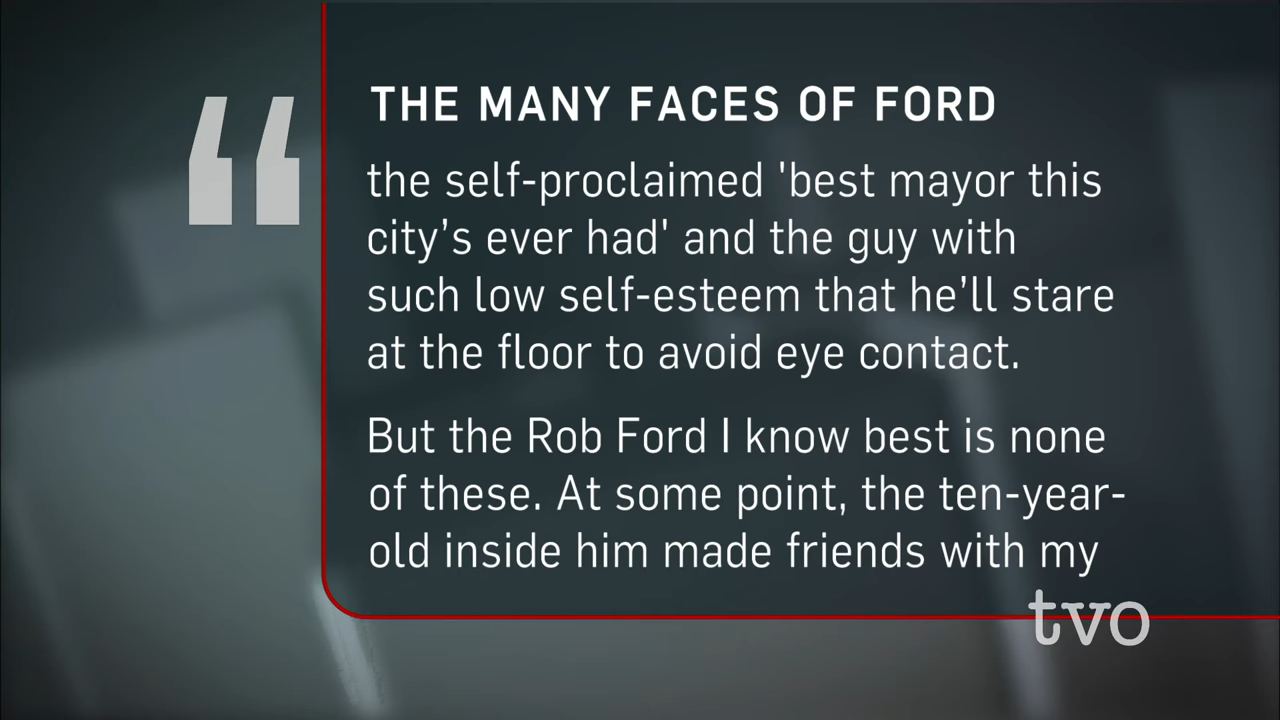 “
THE MANY FACES OF FORD
the self-proclaimed 'best mayor this
city’s ever had' and the guy with
such low self-esteem that he’ll stare
at the floor to avoid eye contact.
But the Rob Ford I know best is none
of these. At some point, the ten-year-
old inside him made friends with my
tvo